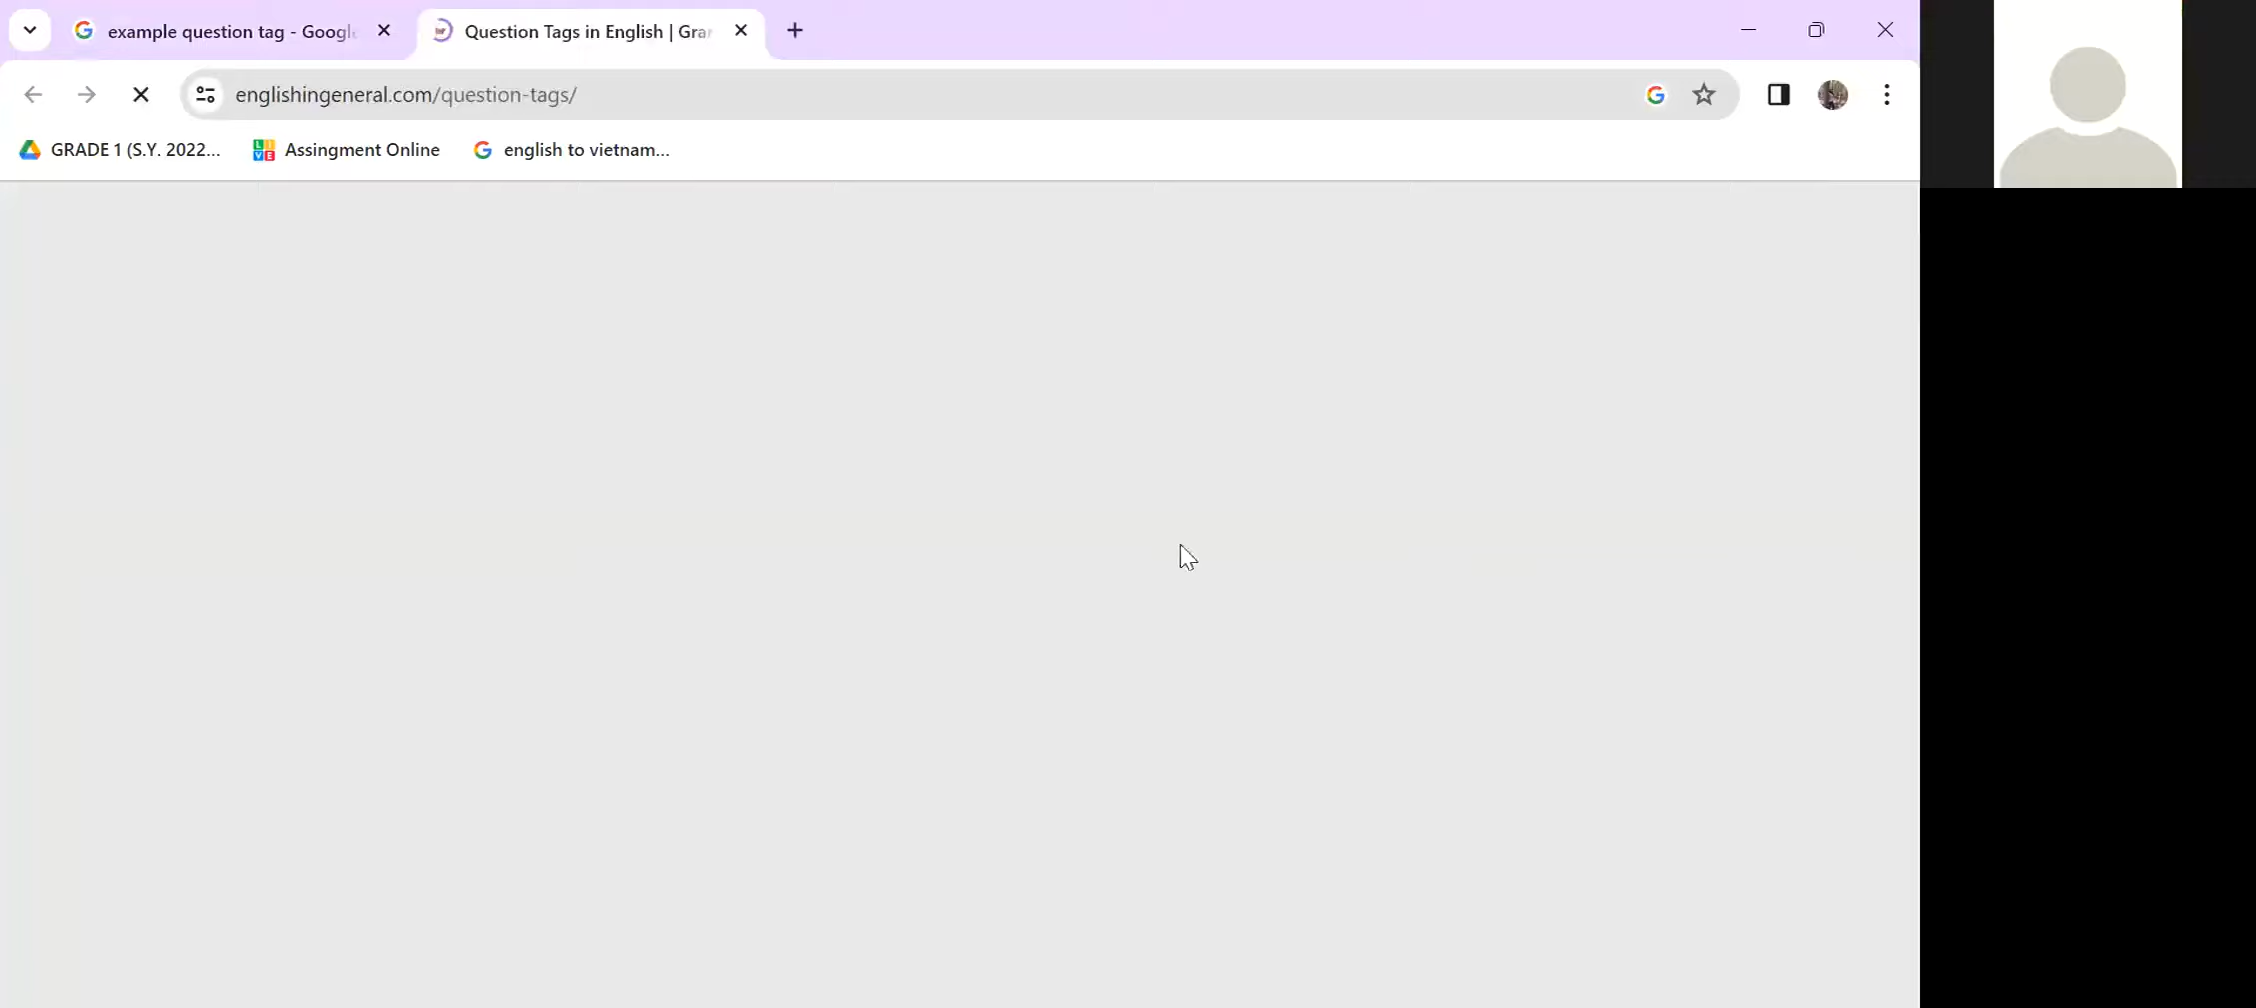 example question tag - Googl
Question Tags in English | Gra
englishingeneral.com/question-tags/
GRADE 1 (S.Y. 2022...
Assingment Online
english to vietnam...